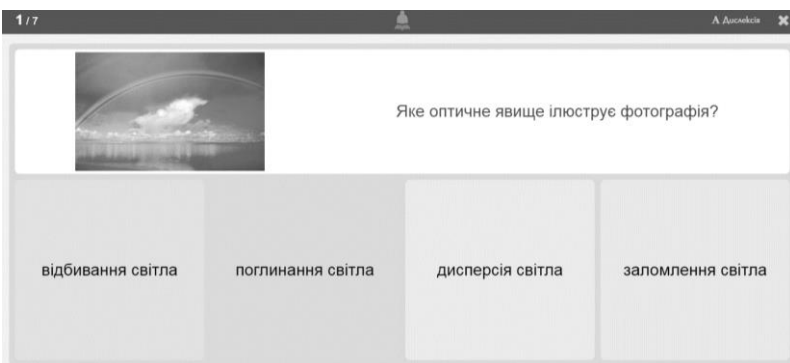 1 / 7
А Дислексія
Яке оптичне явище ілюструє фотографія?
відбивання світла
поглинання світла
дисперсія світла
заломлення світла